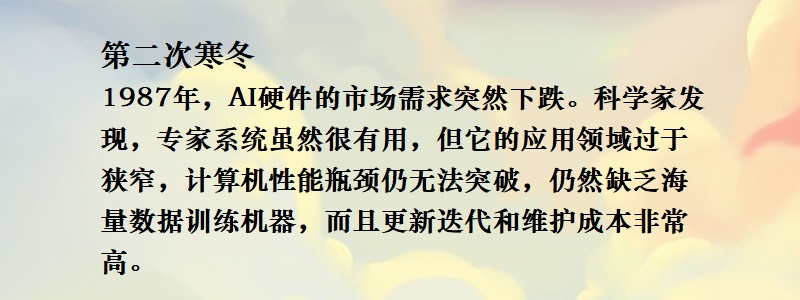 第二次寒冬
1987年，AI硬件的市场需求突然下跌。科学家发
现，专家系统虽然很有用，但它的应用领域过于
狭窄，计算机性能瓶颈仍无法突破，仍然缺乏海
量数据训练机器，而且更新迭代和维护成本非常
高。